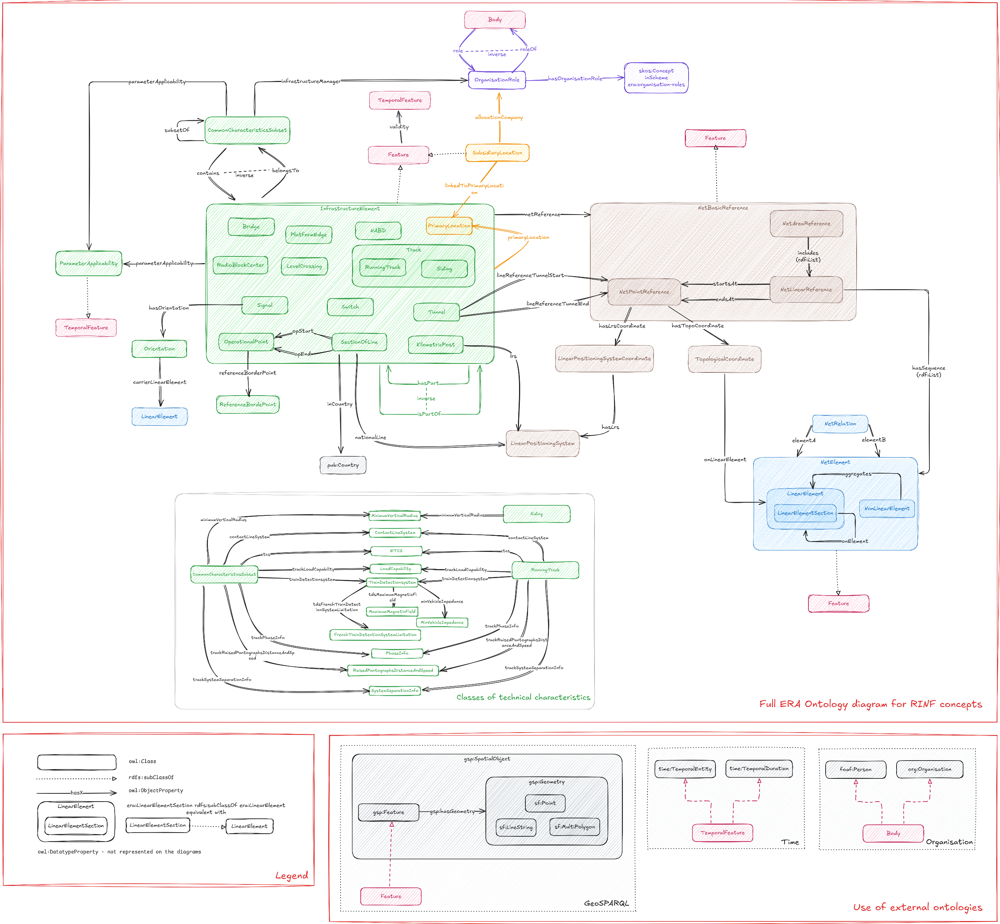 Body
role
roleOf
inverse
OrganisationRole
hasOrganisationRole
skos:Concept
inScheme
era:organisation-roles
parameterApplicability
infrastructureManager
TemporalFeature
validity
allocationCompany
CommonCharacteristicsSubset
subsetOf
Feature
SubsidiaryLocation
Feature
contains
inverse
belongsTo
linkedToPrimaryLocati
on
InfrastructureElement
Bridge
PlatformEdge
HABD
PrimaryLocation
primaryLocation
netReference
NetBasicReference
NetAreaReference
includes
(rdf:List)
Track
RunningTrack
Siding
RadioBlockCenter
LevelCrossing
ParameterApplicability
parameterApplicability
lineReferenceTunnelStart
lineReferenceTunnelEnd
NetPointReference
startsAt
endsAt
NetLinearReference
Signal
Switch
Tunnel
hasOrientation
TemporalFeature
OperationalPoint
opStart
opEnd
SectionOfLine
KilometricPost
lrs
hasLrsCoordinate
hasTopoCoordinate
Orientation
referenceBorderPoint
carrierLinearElement
ReferenceBordePoint
LinearElement
hasPart
inverse
isPartOf
LinearPositioningSystemCoordinate
TopologicalCoordinate
hasSequence
(rdf:List)
inCountry
nationalLine
hasLrs
LinearPositioningSystem
pub:Country
onLinearElement
NetRelation
elementA
elementB
NetElement
aggregates
LinearElement
LinearElementSection
NonLinearElement
onElement
Feature
minimumVerticalRadius
MinimumVerticalRadius
minimumVerticalRadius
Siding
contactLineSystem
ContactLineSystem
contactLineSystem
etcs
ETCS
etcs
CommonCharacteristicsSubset
trackLoadCapability
LoadCapability
trackLoadCapability
RunningTrack
trainDetectionsystem
TrainDetectionsystem
trainDetectionsystem
tdsMaximumMagneticFi
eld
tdsFrenchTrainDetect
ionSystemLimitation
minVehicleImpedance
MaximumMagneticField
MinVehicleImpedance
FrenchTrainDetectionSystemLimitation
trackPhaseInfo
PhaseInfo
trackPhaseInfo
trackRaisedPantographsDistanceAndSp
eed
RaisedPantographsDistanceAndSpeed
trackRaisedPantographsDist
anceAndSpeed
trackSystemSeparationInfo
SystemSeparationInfo
trackSystemSeparationInfo
Classes of technical characteristics
Full ERA Ontology diagram for RINF concepts
owl:Class
rdfs:subClassOf
hasX
owl:ObjectProperty
LinearElement
LinearElementSection
era:LinearElementSection rdfs:subClassOf era:LinearElement
equivalent with
LinearElementSection
LinearElement
owl:DatatypeProperty - not represented on the diagrams
Legend
gsp:SpatialObject
gsp:Feature
gsp:hasGeometry
gsp:Geometry
sf:Point
sf:LineString
sf:MultiPolygon
Feature
GeoSPARQL
time:TemporalEntity
time:TemporalDuration
TemporalFeature
Time
foaf:Person
org:Organisation
Body
Organisation
Use of external ontologies